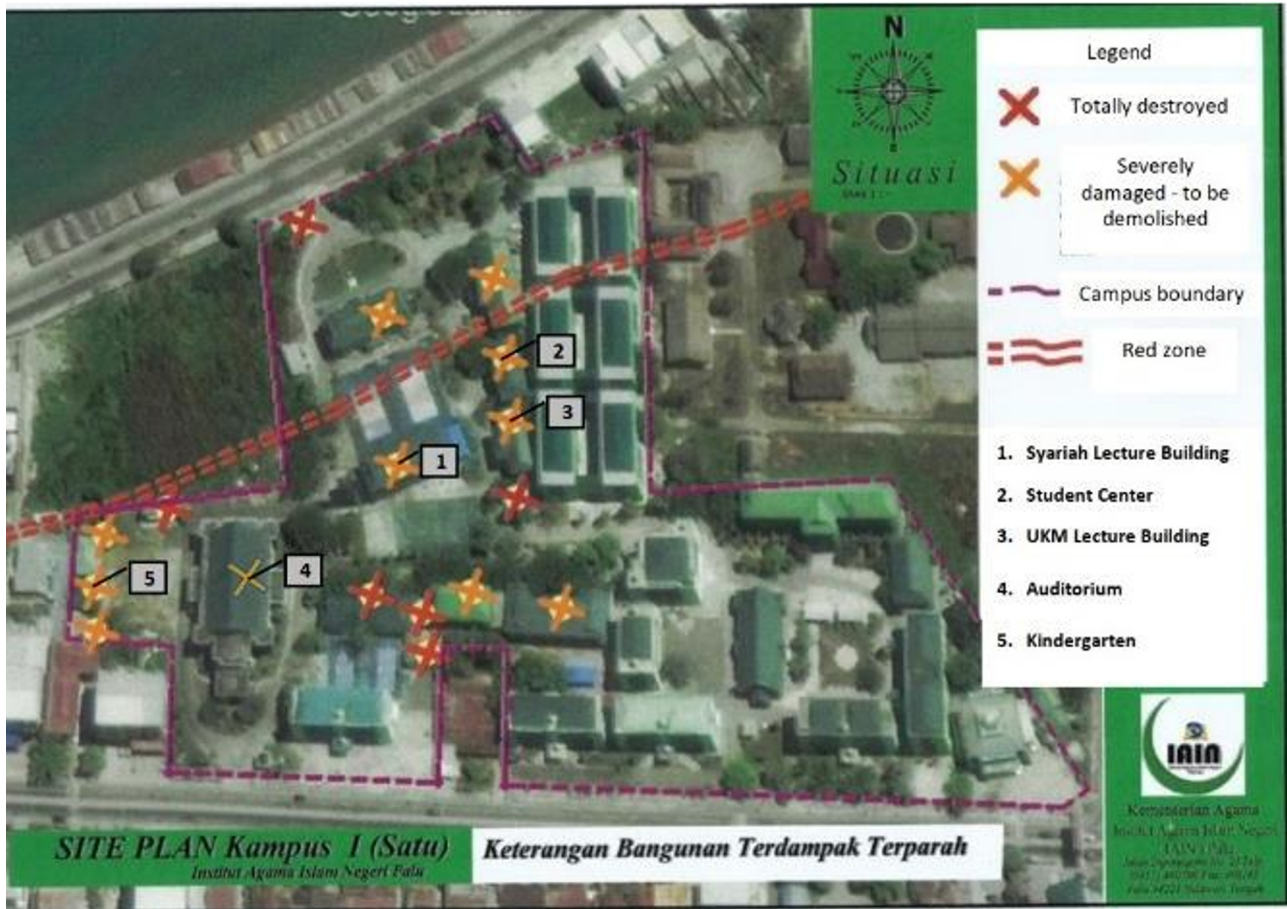 N
Situasi
Legend
Totally destroyed
Severely
damaged - to be
demolished
Campus boundary
Red zone
1. Syariah Lecture Building
2. Student Center
3. UKM Lecture Building
4. Auditorium
5. Kindergarten
2
3
1
4
5
IAIN
Kementerian Agama
Institut Agama Islam Negeri
SITE PLAN Kampus I (Satu)
Institut Agama Islam Negeri Palu
Keterangan Bangunan Terdampak Terparah